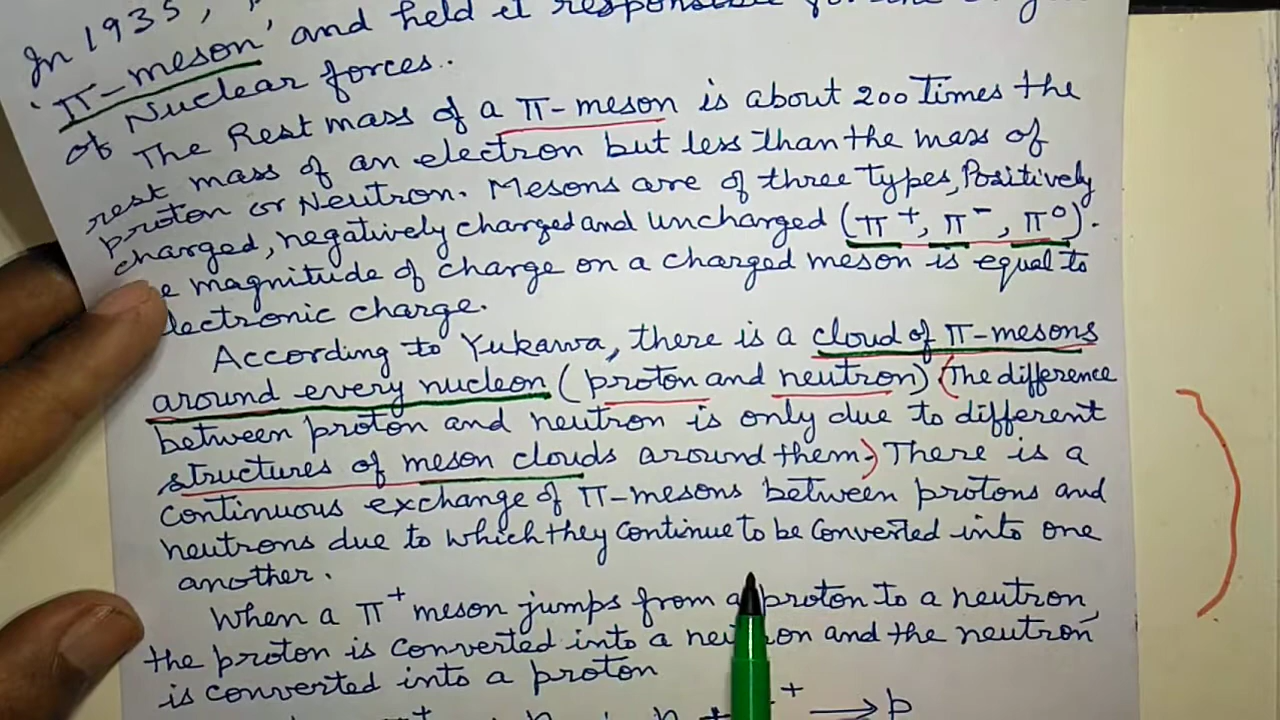 In 1935,
'π-meson' and held it responsible for the
of Nuclear forces.
The Rest mass of a π-meson is about 200 Times the
rest mass of an electron but less than the mass of
proton or Neutron. Mesons are of three types, Positively
charged, negatively charged and uncharged (π⁺, π⁻, π⁰).
e magnitude of charge on a charged meson is equal to
lectronic charge.
According to Yukawa, there is a cloud of π-mesons
around every nucleon (proton and neutron) (The difference
between proton and neutron is only due to different
structures of meson clouds around them.) There is a
continuous exchange of π-mesons between protons and
neutrons due to which they continue to be converted into one
another.
When a π⁺ meson jumps from a proton to a neutron,
the proton is converted into a neutron and the neutron
is converted into a proton
+ ⟶ p